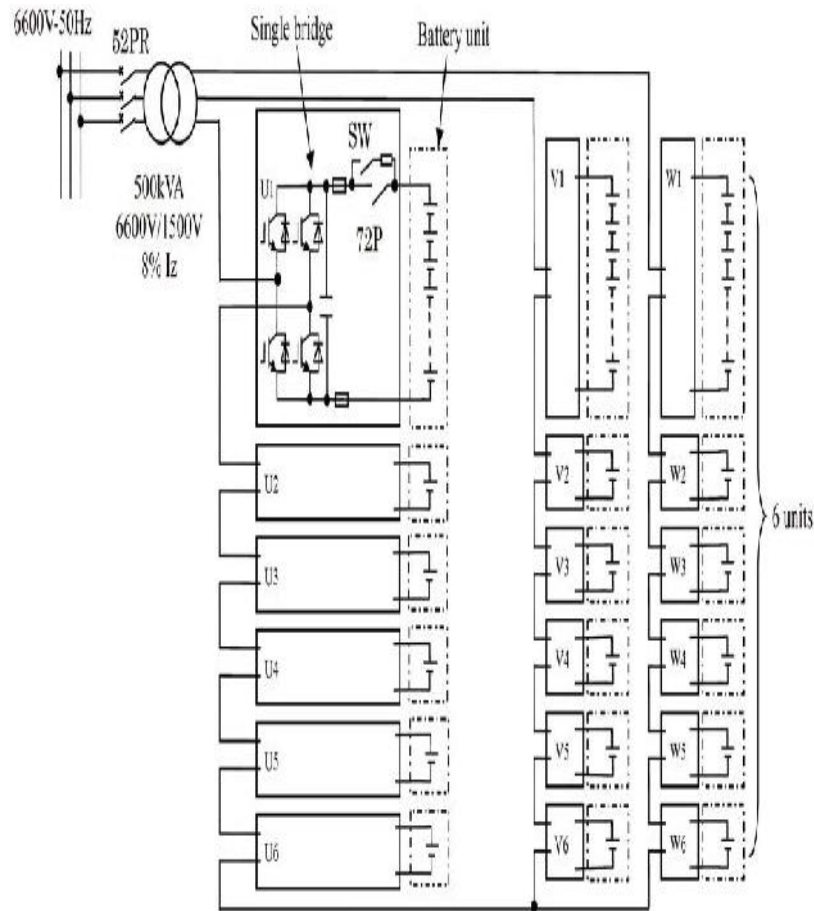 6600V-50Hz
52PR
Single bridge
Battery unit
500kVA
6600V/1500V
8% Iz
SW
72P
U1
V1
W1
U2
V2
W2
U3
V3
W3
U4
V4
W4
U5
V5
W5
U6
V6
W6
6 units